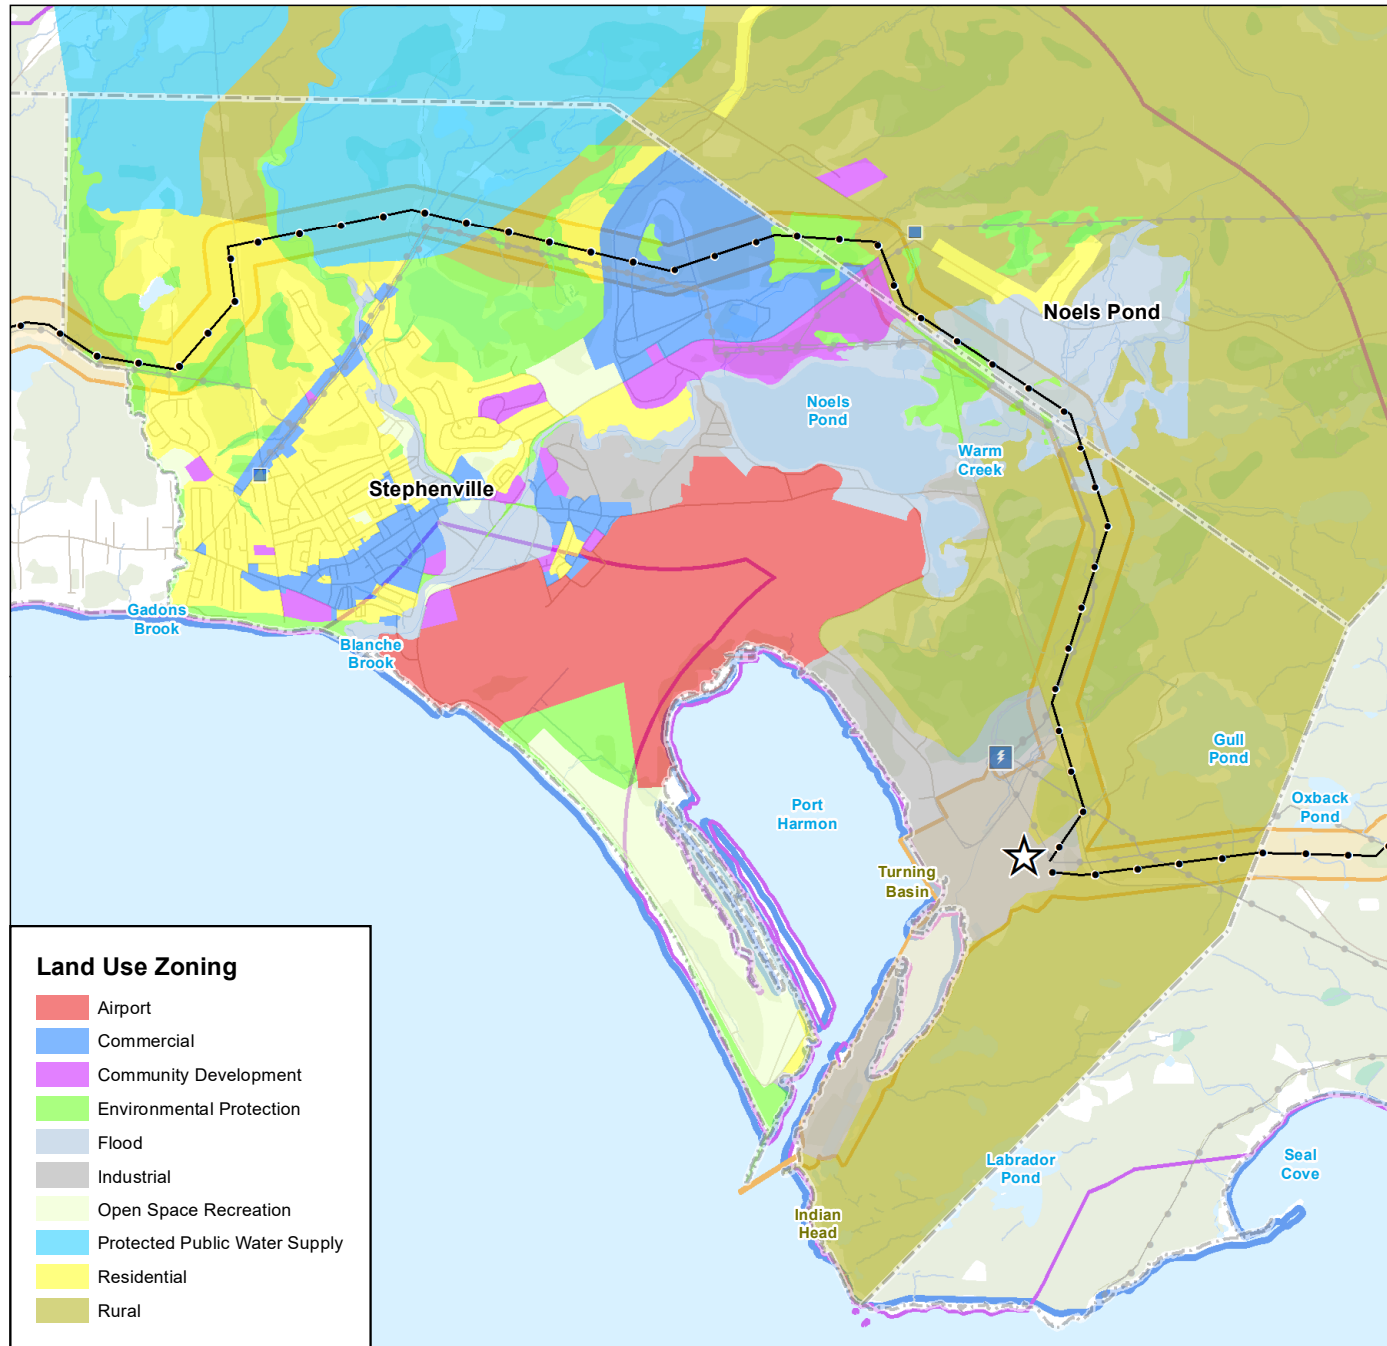 Noels Pond
Noels
Pond
Warm
Creek
Stephenville
Gadons
Brook
Blanche
Brook
Gull
Pond
Oxback
Pond
Port
Harmon
Turning
Basin
Labrador
Pond
Seal
Cove
Indian
Head
Land Use Zoning
Airport
Commercial
Community Development
Environmental Protection
Flood
Industrial
Open Space Recreation
Protected Public Water Supply
Residential
Rural